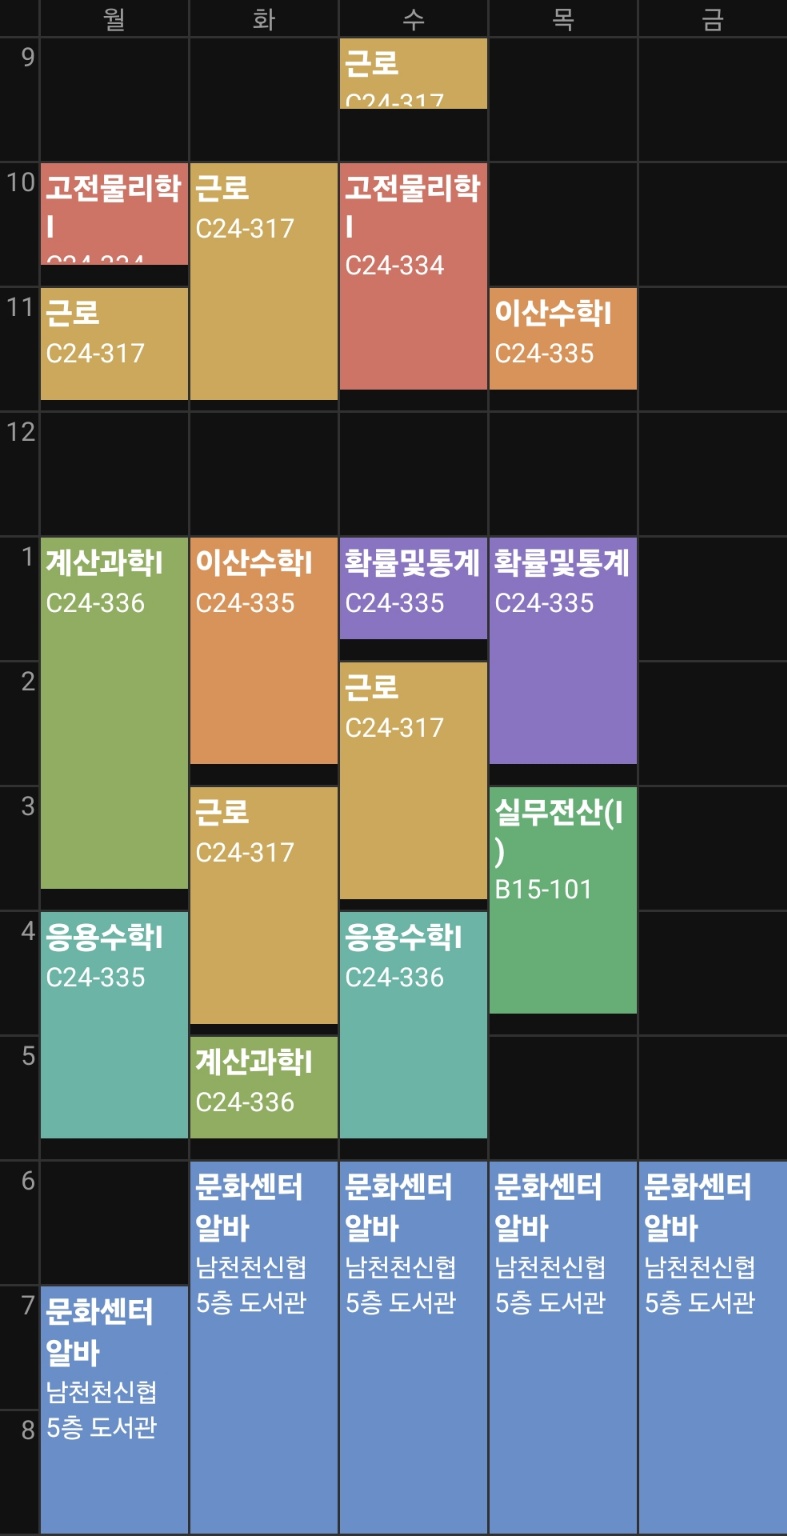 월 화 수 목 금
9
근로
C24-317
10
고전물리학
I
C24-334
근로
C24-317
고전물리학
I
C24-334
11
근로
C24-317
이산수학I
C24-335
12
1
계산과학I
C24-336
이산수학I
C24-335
확률및통계
C24-335
확률및통계
C24-335
2
근로
C24-317
3
근로
C24-317
실무전산(I
)
B15-101
4
응용수학I
C24-335
응용수학I
C24-336
5
계산과학I
C24-336
6
문화센터
알바
남천천신협
5층 도서관
문화센터
알바
남천천신협
5층 도서관
문화센터
알바
남천천신협
5층 도서관
문화센터
알바
남천천신협
5층 도서관
7
문화센터
알바
남천천신협
5층 도서관
8